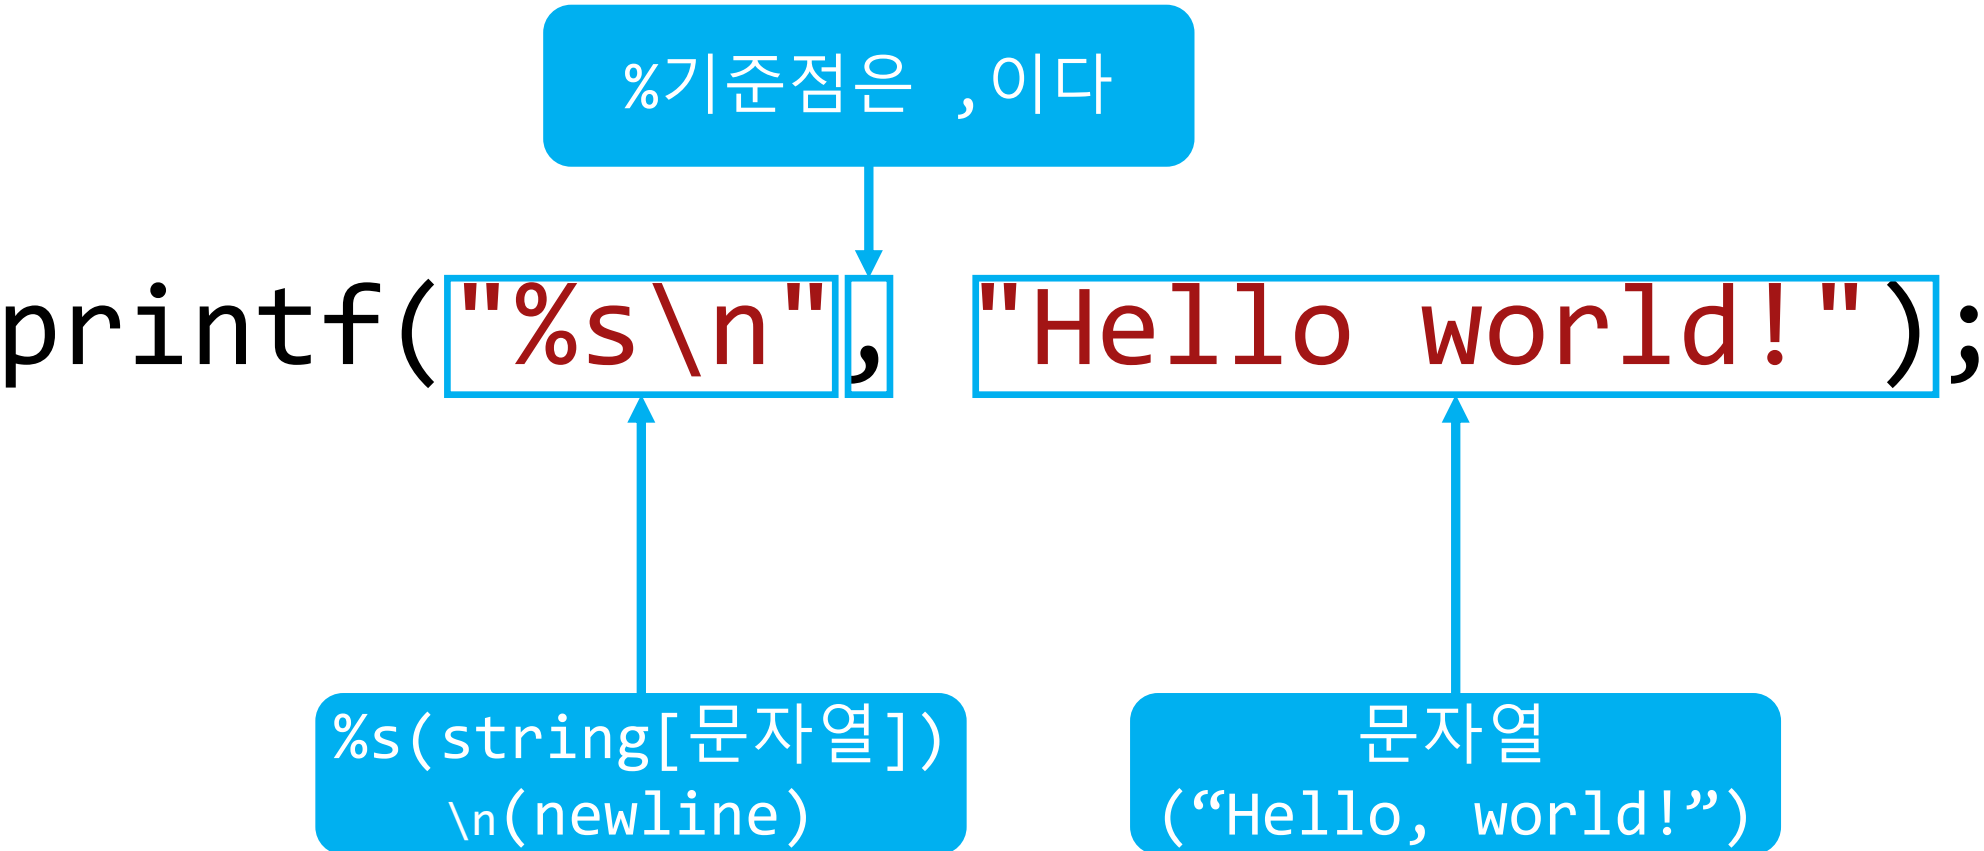 %기준점은 ,이다
printf("%s\n", "Hello world!");
%s(string[문자열])
\n(newline)
문자열
(“Hello, world!”)